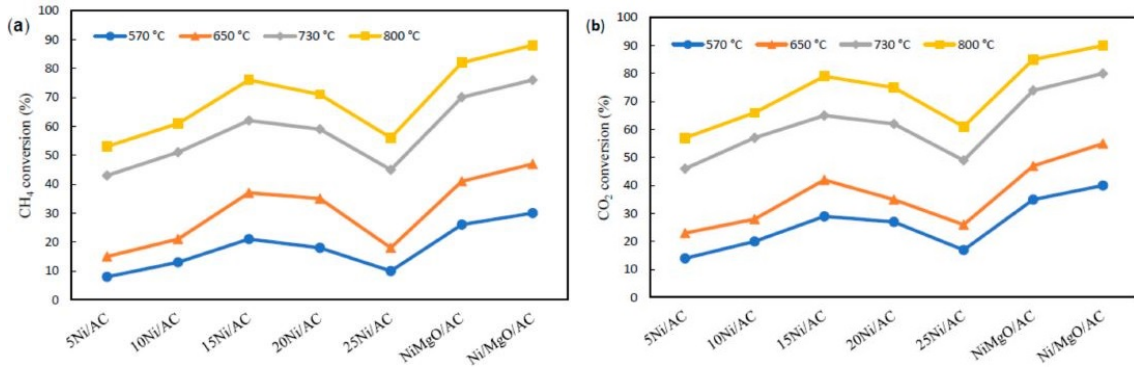 (a)
570 °C 650 °C 730 °C 800 °C
CH4 conversion (%)
100
90
80
70
60
50
40
30
20
10
00
5Ni/AC
10Ni/AC
15Ni/AC
20Ni/AC
25Ni/AC
NiMgO/AC
Ni/MgO/AC
(b)
570 °C 650 °C 730 °C 800 °C
CO2 conversion (%)
100
90
80
70
60
50
40
30
20
10
0
5Ni/AC
10Ni/AC
15Ni/AC
20Ni/AC
25Ni/AC
NiMgO/AC
Ni/MgO/AC